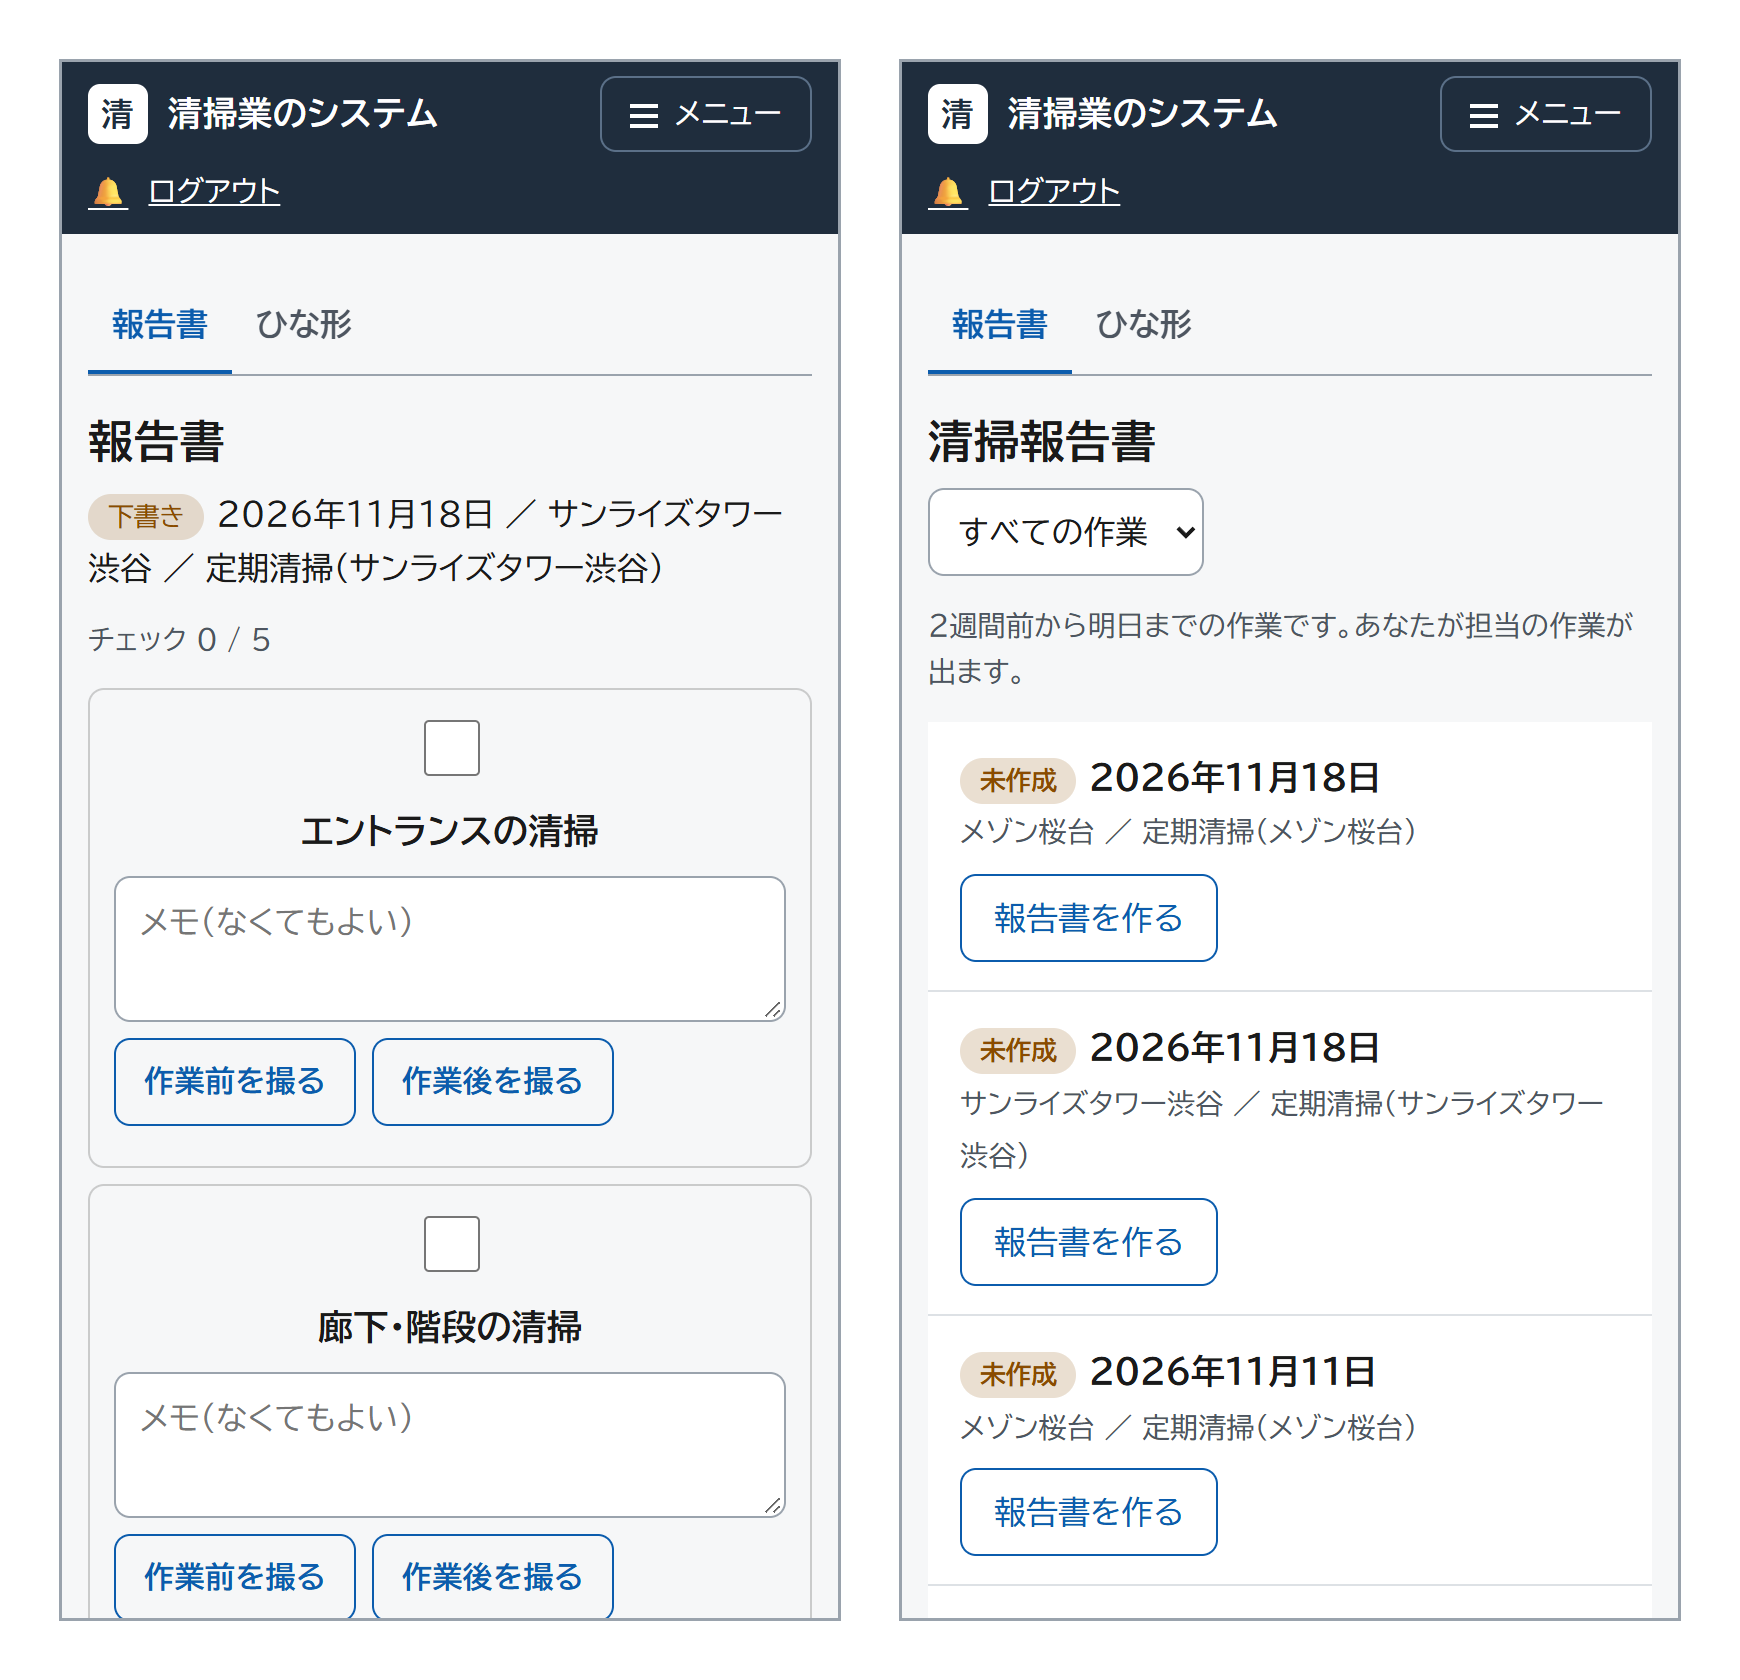 清 清掃業のシステム メニュー
ログアウト
報告書 ひな形
報告書
下書き 2026年11月18日 ／ サンライズタワー
渋谷 ／ 定期清掃（サンライズタワー渋谷）
チェック 0 / 5
エントランスの清掃
メモ（なくてもよい）
作業前を撮る 作業後を撮る
廊下・階段の清掃
メモ（なくてもよい）
作業前を撮る 作業後を撮る
清 清掃業のシステム メニュー
ログアウト
報告書 ひな形
清掃報告書
すべての作業
2週間前から明日までの作業です。あなたが担当の作業が
出ます。
未作成 2026年11月18日
メゾン桜台 ／ 定期清掃（メゾン桜台）
報告書を作る
未作成 2026年11月18日
サンライズタワー渋谷 ／ 定期清掃（サンライズタワー
渋谷）
報告書を作る
未作成 2026年11月11日
メゾン桜台 ／ 定期清掃（メゾン桜台）
報告書を作る